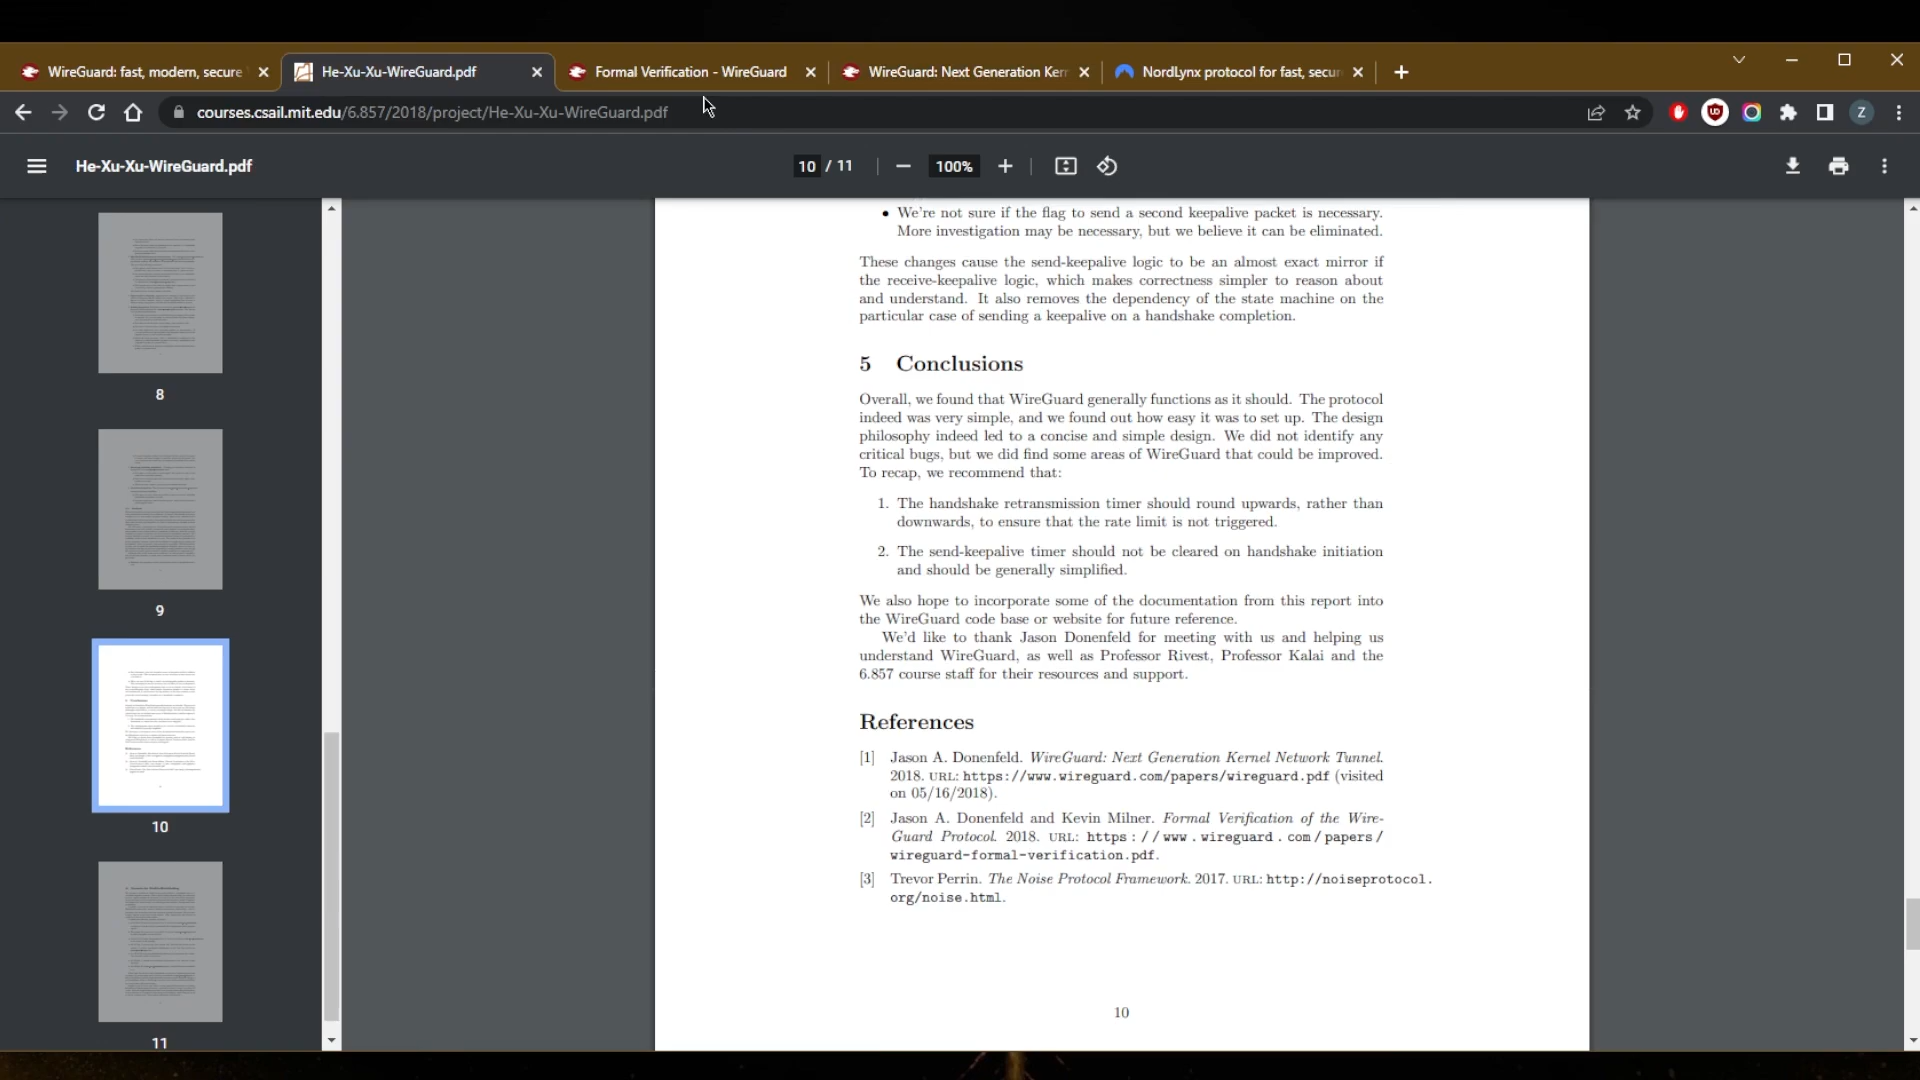 WireGuard: fast, modern, secure
He-Xu-Xu-WireGuard.pdf
Formal Verification - WireGuard
WireGuard: Next Generation Ker
NordLynx protocol for fast, secu
courses.csail.mit.edu/6.857/2018/project/He-Xu-Xu-WireGuard.pdf
Z
He-Xu-Xu-WireGuard.pdf
10 / 11
100%
8
9
10
11
• We're not sure if the flag to send a second keepalive packet is necessary.
More investigation may be necessary, but we believe it can be eliminated.
These changes cause the send-keepalive logic to be an almost exact mirror if
the receive-keepalive logic, which makes correctness simpler to reason about
and understand. It also removes the dependency of the state machine on the
particular case of sending a keepalive on a handshake completion.
5 Conclusions
Overall, we found that WireGuard generally functions as it should. The protocol
indeed was very simple, and we found out how easy it was to set up. The design
philosophy indeed led to a concise and simple design. We did not identify any
critical bugs, but we did find some areas of WireGuard that could be improved.
To recap, we recommend that:
1. The handshake retransmission timer should round upwards, rather than
downwards, to ensure that the rate limit is not triggered.
2. The send-keepalive timer should not be cleared on handshake initiation
and should be generally simplified.
We also hope to incorporate some of the documentation from this report into
the WireGuard code base or website for future reference.
We'd like to thank Jason Donenfeld for meeting with us and helping us
understand WireGuard, as well as Professor Rivest, Professor Kalai and the
6.857 course staff for their resources and support.
References
[1] Jason A. Donenfeld. WireGuard: Next Generation Kernel Network Tunnel.
2018. URL: https://www.wireguard.com/papers/wireguard.pdf (visited
on 05/16/2018).
[2] Jason A. Donenfeld and Kevin Milner. Formal Verification of the Wire-
Guard Protocol. 2018. URL: https : / / www . wireguard . com / papers /
wireguard-formal-verification.pdf.
[3] Trevor Perrin. The Noise Protocol Framework. 2017. URL: http://noiseprotocol.
org/noise.html.
10